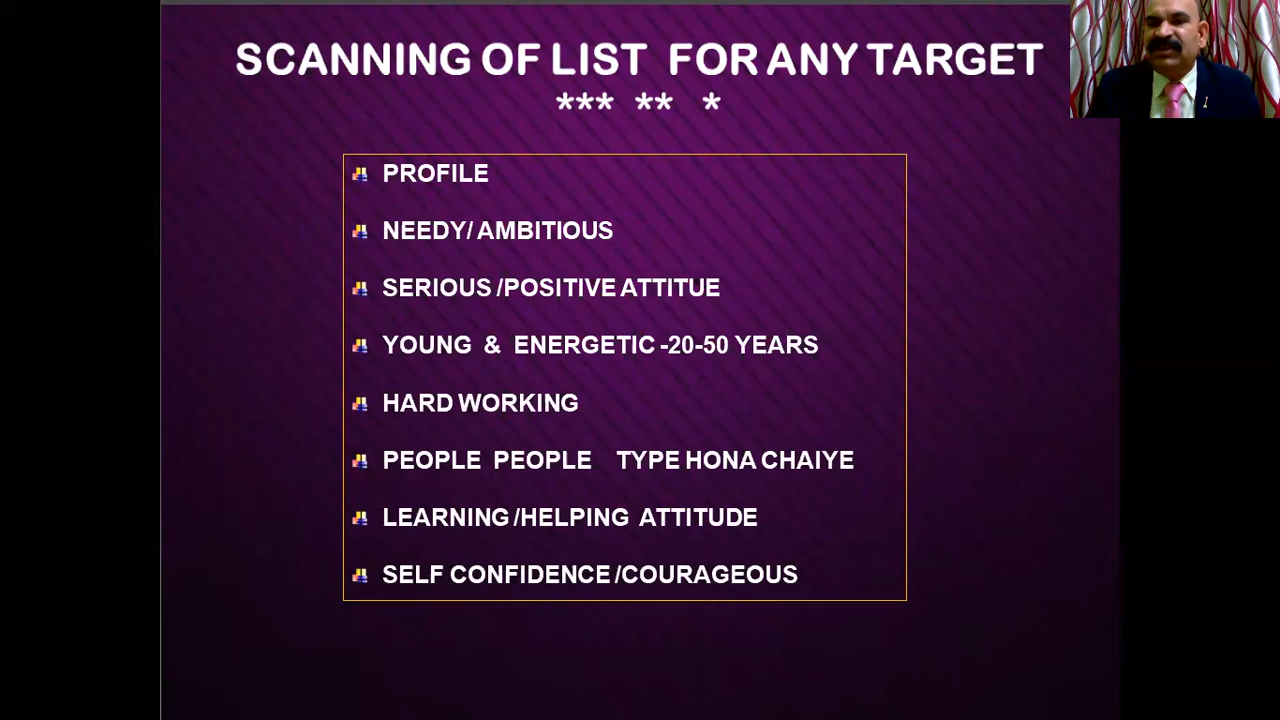 SCANNING OF LIST FOR ANY TARGET
*** ** *
PROFILE
NEEDY/ AMBITIOUS
SERIOUS /POSITIVE ATTITUE
YOUNG & ENERGETIC -20-50 YEARS
HARD WORKING
PEOPLE PEOPLE TYPE HONA CHAIYE
LEARNING /HELPING ATTITUDE
SELF CONFIDENCE /COURAGEOUS